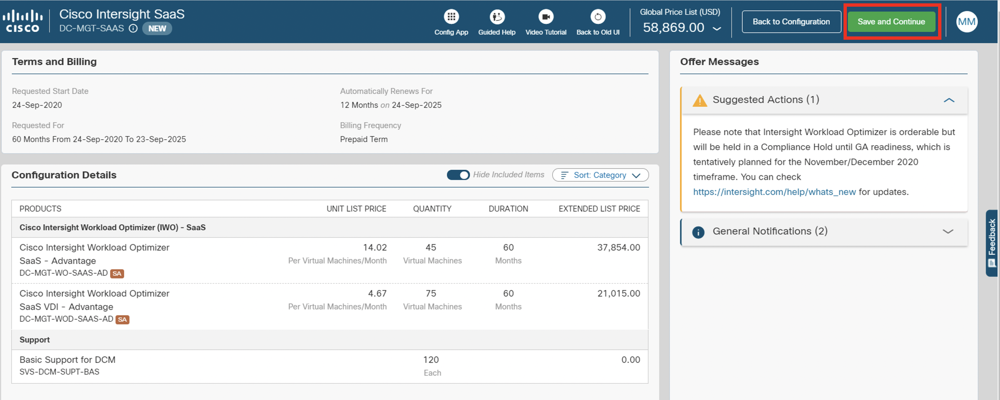 Cisco Intersight SaaS
CISCO
DC-MGT-SAAS NEW
Config App
Guided Help
Video Tutorial
Back to Old UI
Global Price List (USD)
58,869.00
Back to Configuration
Save and Continue
MM
Terms and Billing
Requested Start Date
24-Sep-2020
Automatically Renews For
12 Months on 24-Sep-2025
Requested For
60 Months From 24-Sep-2020 To 23-Sep-2025
Billing Frequency
Prepaid Term
Configuration Details
Hide Included Items
Sort: Category
PRODUCTS UNIT LIST PRICE QUANTITY DURATION EXTENDED LIST PRICE
Cisco Intersight Workload Optimizer (IWO) - SaaS
Cisco Intersight Workload Optimizer 14.02 45 60 37,854.00
SaaS - Advantage Per Virtual Machines/Month Virtual Machines Months
DC-MGT-WO-SAAS-AD SA
Cisco Intersight Workload Optimizer 4.67 75 60 21,015.00
SaaS VDI - Advantage Per Virtual Machines/Month Virtual Machines Months
DC-MGT-WOD-SAAS-AD SA
Support
Basic Support for DCM 120 0.00
SVS-DCM-SUPT-BAS Each
Offer Messages
Suggested Actions (1)
Please note that Intersight Workload Optimizer is orderable but
will be held in a Compliance Hold until GA readiness, which is
tentatively planned for the November/December 2020
timeframe. You can check
https://intersight.com/help/whats_new for updates.
General Notifications (2)
Feedback